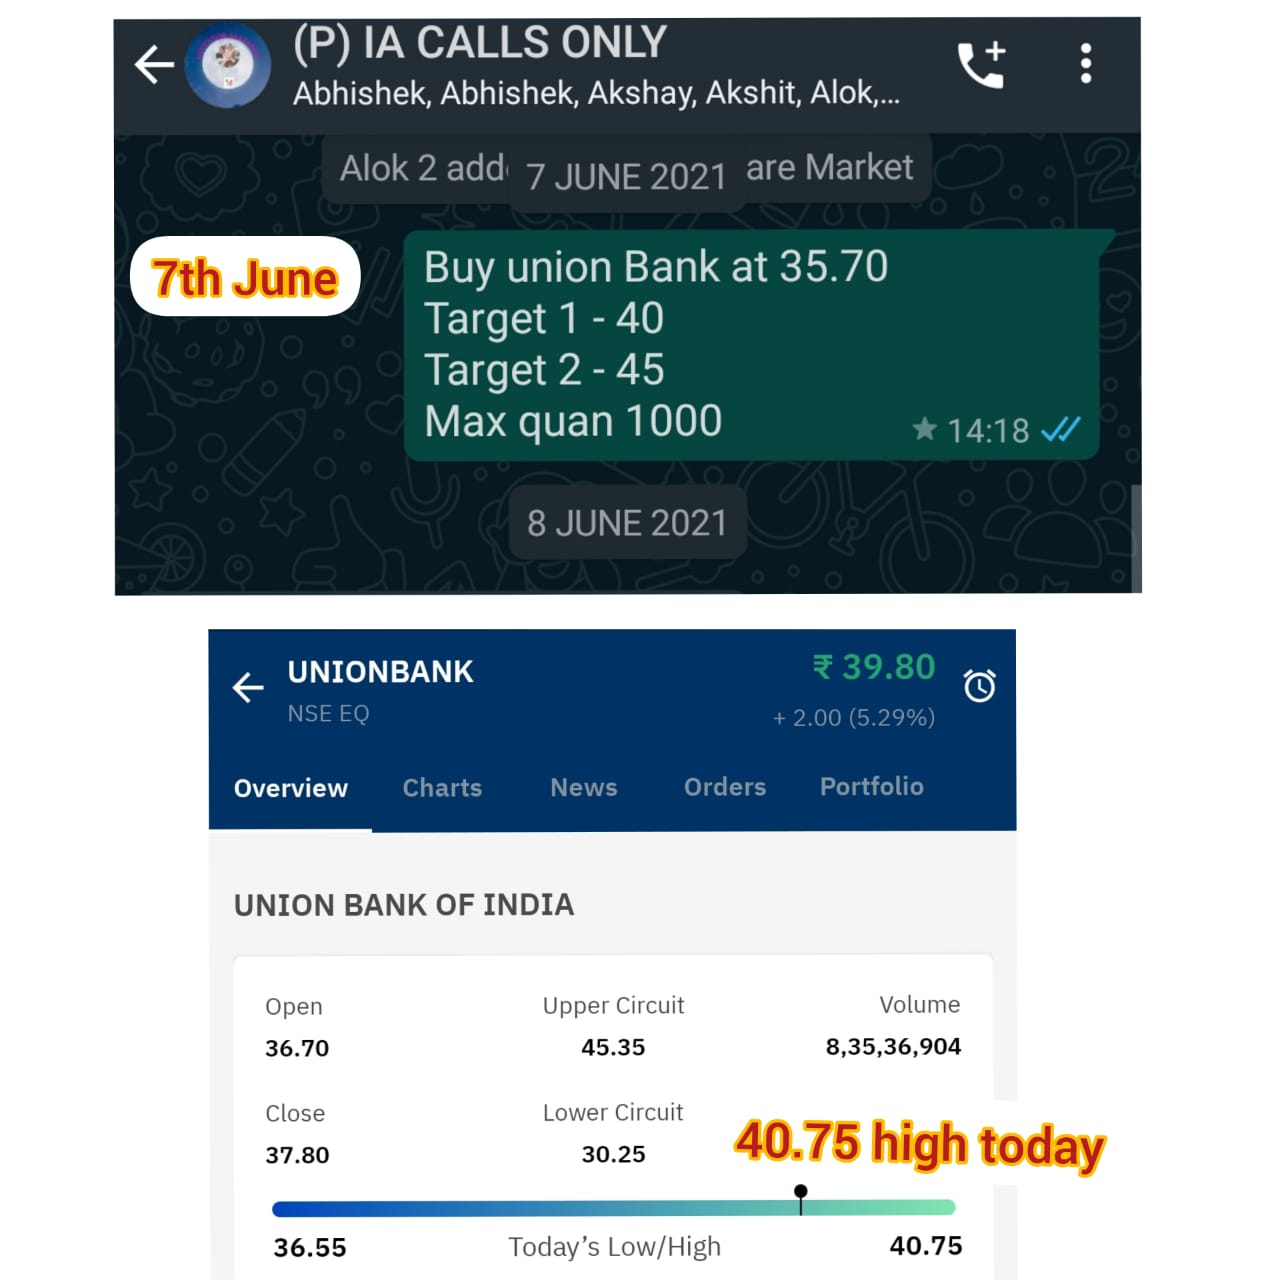 (P) IA CALLS ONLY
Abhishek, Abhishek, Akshay, Akshit, Alok,...
Alok 2 add 7 JUNE 2021 are Market
7th June
Buy union Bank at 35.70
Target 1 - 40
Target 2 - 45
Max quan 1000
14:18
8 JUNE 2021
UNIONBANK
₹ 39.80
NSE EQ
+ 2.00 (5.29%)
Overview Charts News Orders Portfolio
UNION BANK OF INDIA
Open Upper Circuit Volume
36.70 45.35 8,35,36,904
Close Lower Circuit
37.80 30.25
40.75 high today
36.55 Today’s Low/High 40.75